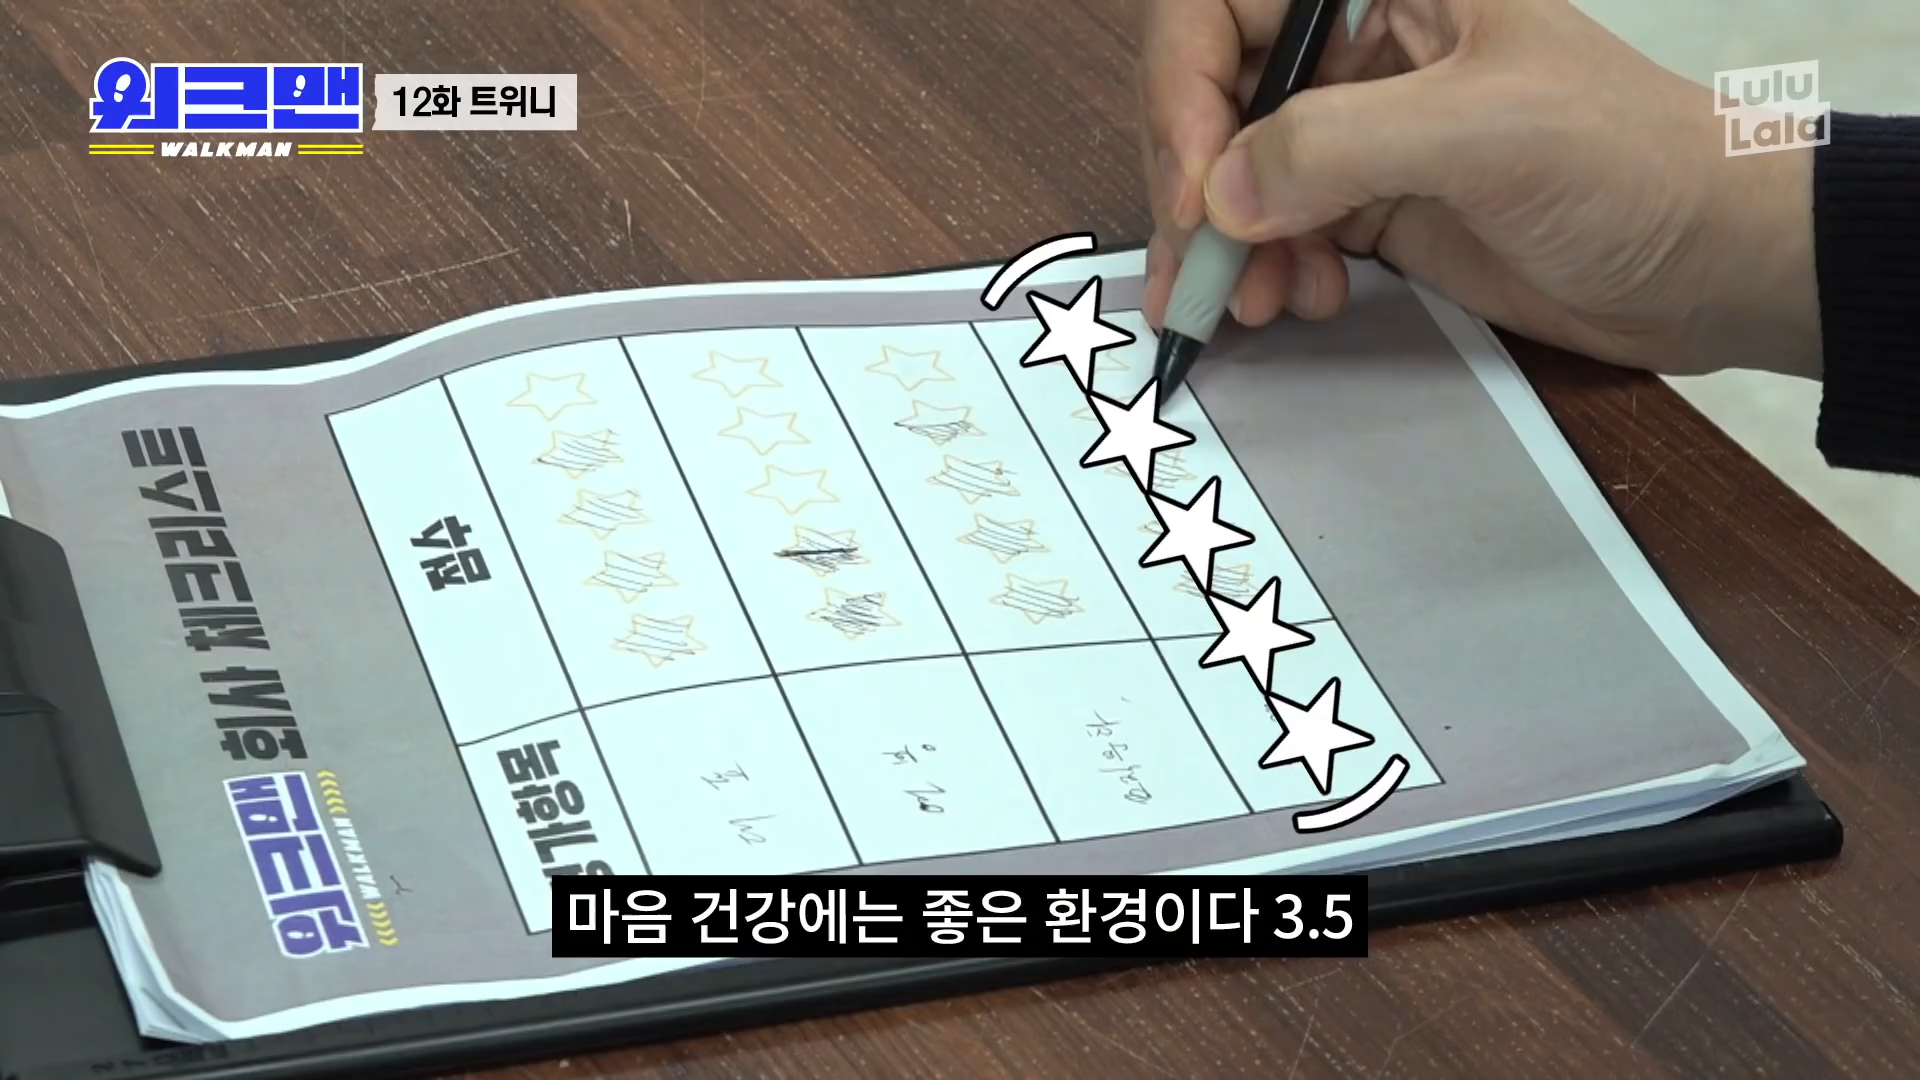 워크맨
WALKMAN
12화 트위니
Lulu
Lala
워크맨 회사 체크리스트
WALKMAN
평가항목
점수
마음 건강에는 좋은 환경이다 3.5